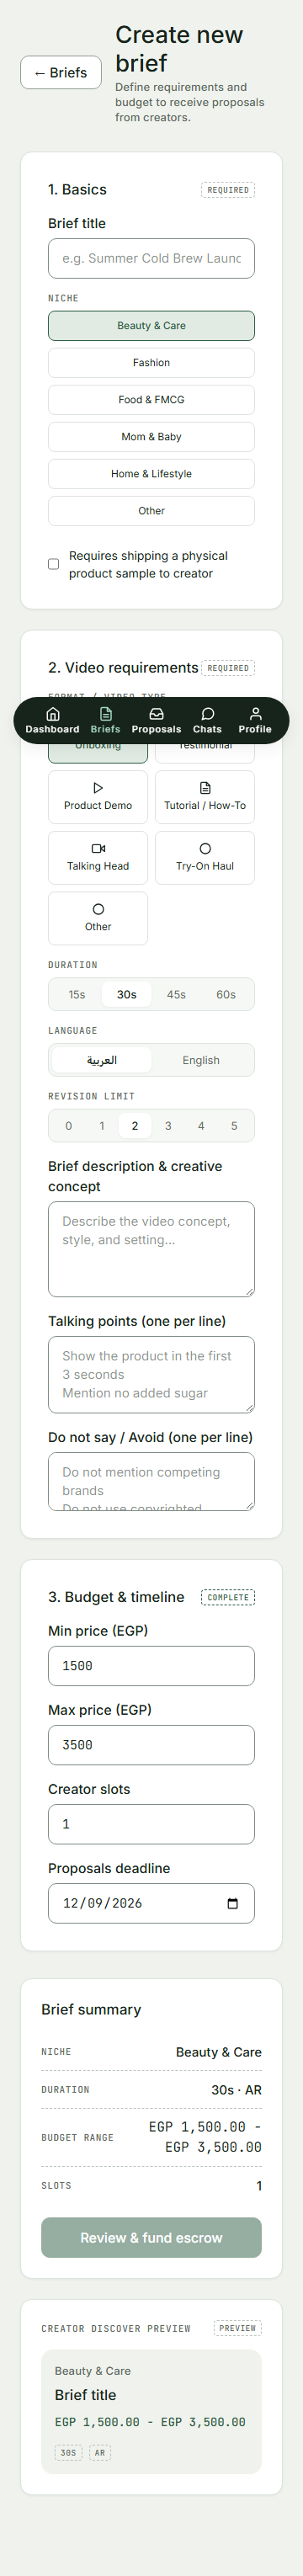 ← Briefs
Create new
brief
Define requirements and
budget to receive proposals
from creators.
1. Basics
REQUIRED
Brief title
e.g. Summer Cold Brew Launc
NICHE
Beauty & Care
Fashion
Food & FMCG
Mom & Baby
Home & Lifestyle
Other
Requires shipping a physical
product sample to creator
2. Video requirements
REQUIRED
FORMAT / VIDEO TYPE
Dashboard
Briefs
Proposals
Chats
Profile
Unboxing
Testimonial
Product Demo
Tutorial / How-To
Talking Head
Try-On Haul
Other
DURATION
15s 30s 45s 60s
LANGUAGE
العربية English
REVISION LIMIT
0 1 2 3 4 5
Brief description & creative
concept
Describe the video concept,
style, and setting...
Talking points (one per line)
Show the product in the first
3 seconds
Mention no added sugar
Do not say / Avoid (one per line)
Do not mention competing
brands
Do not use copyrighted
3. Budget & timeline
COMPLETE
Min price (EGP)
1500
Max price (EGP)
3500
Creator slots
1
Proposals deadline
12/09/2026
Brief summary
NICHE Beauty & Care
DURATION 30s · AR
BUDGET RANGE EGP 1,500.00 -
EGP 3,500.00
SLOTS 1
Review & fund escrow
CREATOR DISCOVER PREVIEW
PREVIEW
Beauty & Care
Brief title
EGP 1,500.00 - EGP 3,500.00
30S AR